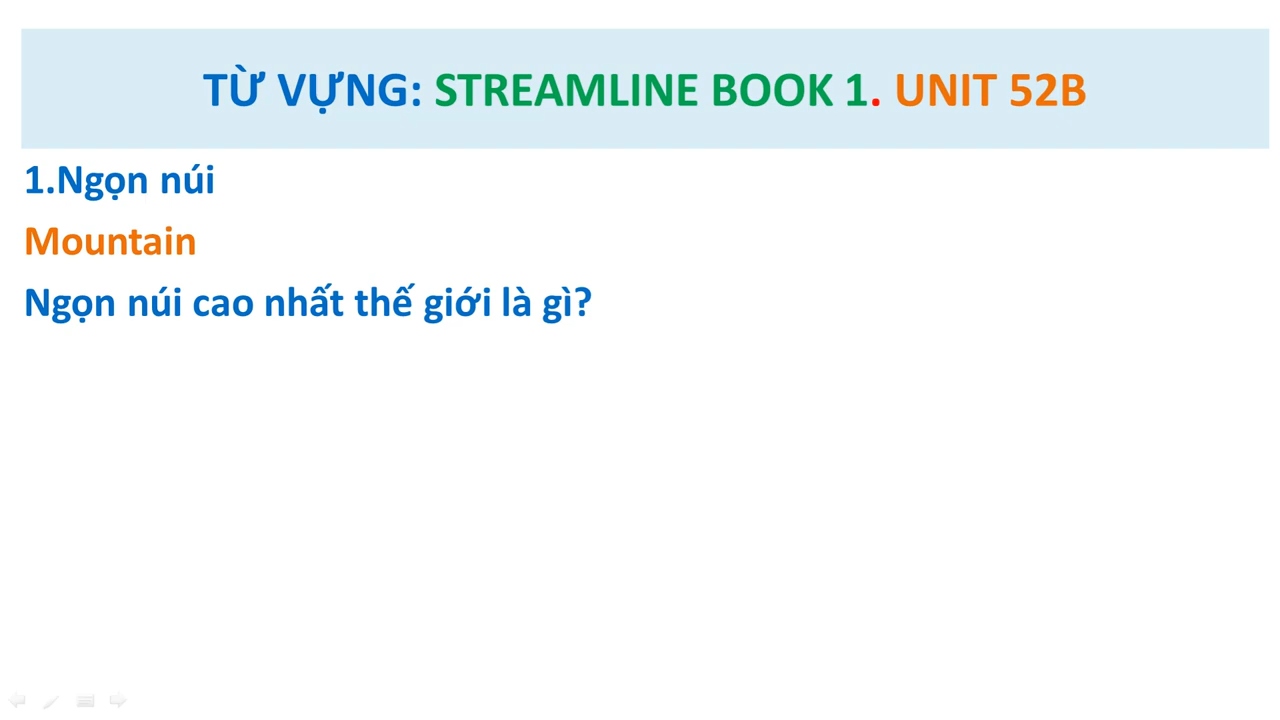 TỪ VỰNG: STREAMLINE BOOK 1. UNIT 52B
1.Ngọn núi
Mountain
Ngọn núi cao nhất thế giới là gì?